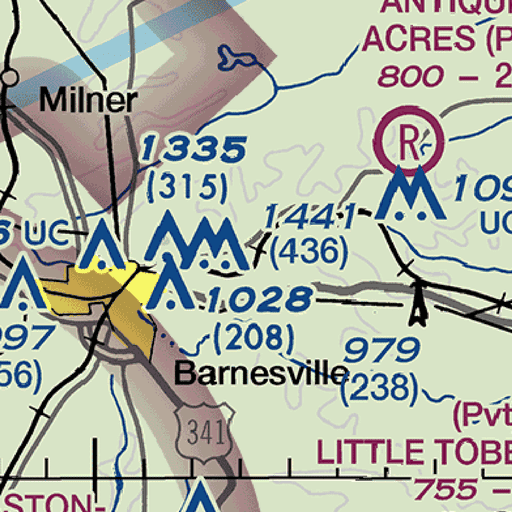 ANTIQU
ACRES (P
800 - 2
Milner
R
1335
(315)
109
UC
1441
(436)
UC
1028
(208)
997
56)
979
(238)
Barnesville
341
(Pvt
LITTLE TOBE
755 -
STON-